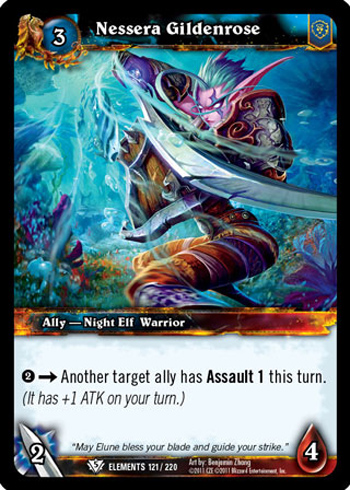 3 Nessera Gildenrose
Ally — Night Elf Warrior
2 → Another target ally has Assault 1 this turn.
(It has +1 ATK on your turn.)
2 "May Elune bless your blade and guide your strike." 4
ELEMENTS 121/220
Art by: Benjamin Zhang
©2011 CZE ©2011 Blizzard Entertainment, Inc.